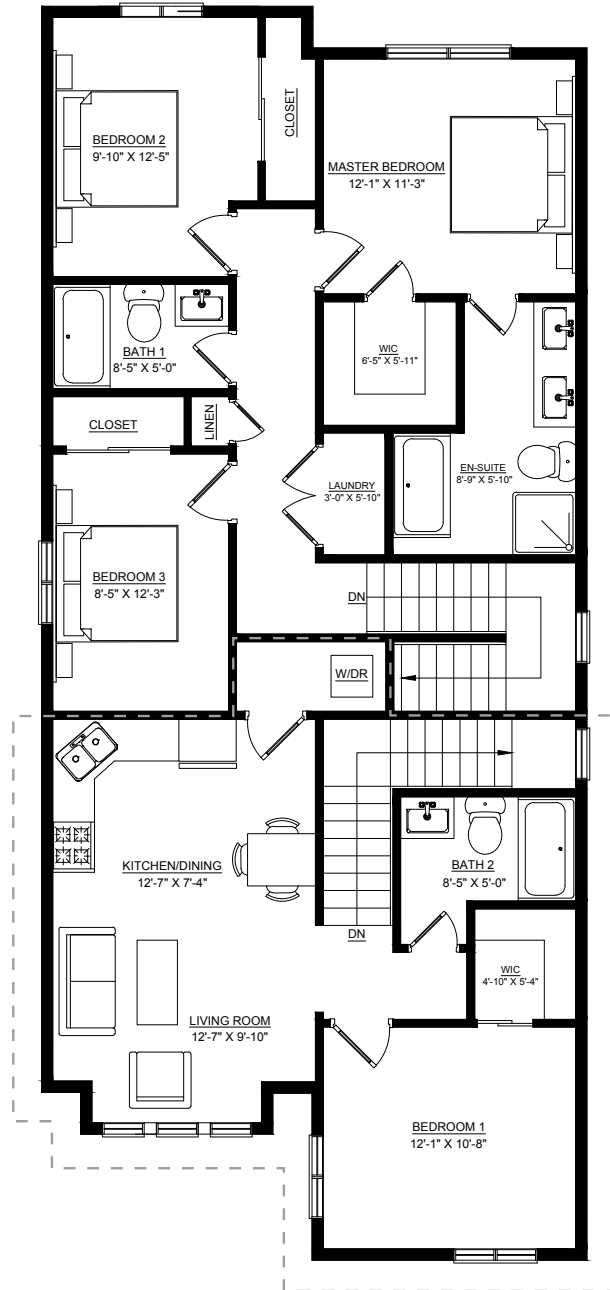 BEDROOM 2
9'-10" X 12'-5"
CLOSET
MASTER BEDROOM
12'-1" X 11'-3"
BATH 1
8'-5" X 5'-0"
WIC
6'-5" X 5'-11"
CLOSET
LINEN
LAUNDRY
3'-0" X 5'-10"
EN-SUITE
8'-9" X 5'-10"
BEDROOM 3
8'-5" X 12'-3"
DN
W/DR
KITCHEN/DINING
12'-7" X 7'-4"
BATH 2
8'-5" X 5'-0"
DN
WIC
4'-10" X 5'-4"
LIVING ROOM
12'-7" X 9'-10"
BEDROOM 1
12'-1" X 10'-8"